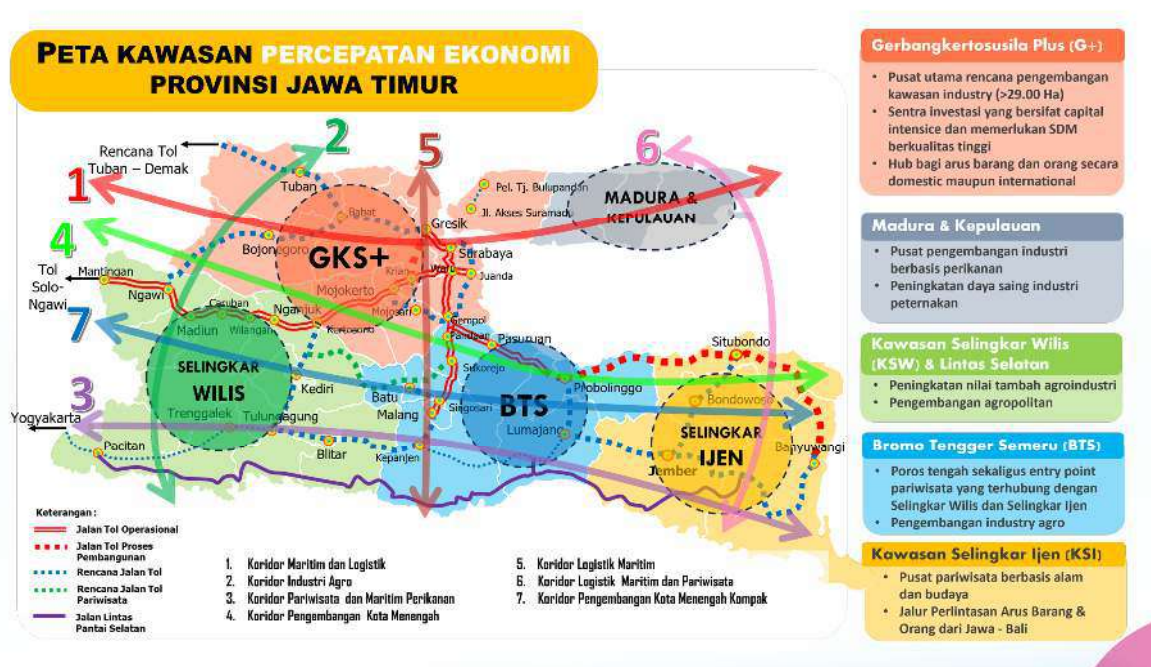 PETA KAWASAN PERCEPATAN EKONOMI
PROVINSI JAWA TIMUR
Rencana Tol
Tuban – Demak
1
2
5
6
4
7
3
Tuban
Babat
Bojonegoro
GKS+
Gresik
Pel. Tj. Bulupandan
Jl. Akses Suramadu
MADURA &
KEPULAUAN
Surabaya
Waru
Juanda
Krian
Mojokerto
Mojosari
Tol
Solo-
Ngawi
Mantingan
Ngawi
Caruban
Madiun
Wilangan
Nganjuk
Kertosono
Gempol
Pandaan
Pasuruan
Sukorejo
SELINGKAR
WILIS
Kediri
Batu
Malang
Singosari
BTS
Probolinggo
Situbondo
Bondowoso
Lumajang
SELINGKAR
IJEN
Banyuwangi
Jember
Yogyakarta
Trenggalek
Tulungagung
Pacitan
Blitar
Kepanjen
Keterangan :
Jalan Tol Operasional
Jalan Tol Proses
Pembangunan
Rencana Jalan Tol
Rencana Jalan Tol
Pariwisata
Jalan Lintas
Pantai Selatan
1. Koridor Maritim dan Logistik
2. Koridor Industri Agro
3. Koridor Pariwisata dan Maritim Perikanan
4. Koridor Pengembangan Kota Menengah
5. Koridor Logistik Maritim
6. Koridor Logistik Maritim dan Pariwisata
7. Koridor Pengembangan Kota Menengah Kompak
Gerbangkertosusila Plus (G+)
• Pusat utama rencana pengembangan
kawasan industry (>29.00 Ha)
• Sentra investasi yang bersifat capital
intensice dan memerlukan SDM
berkualitas tinggi
• Hub bagi arus barang dan orang secara
domestic maupun international
Madura & Kepulauan
• Pusat pengembangan industri
berbasis perikanan
• Peningkatan daya saing industri
peternakan
Kawasan Selingkar Wilis
(KSW) & Lintas Selatan
• Peningkatan nilai tambah agroindustri
• Pengembangan agropolitan
Bromo Tengger Semeru (BTS)
• Poros tengah sekaligus entry point
pariwisata yang terhubung dengan
Selingkar Wilis dan Selingkar Ijen
• Pengembangan industry agro
Kawasan Selingkar Ijen (KSI)
• Pusat pariwisata berbasis alam
dan budaya
• Jalur Perlintasan Arus Barang &
Orang dari Jawa - Bali